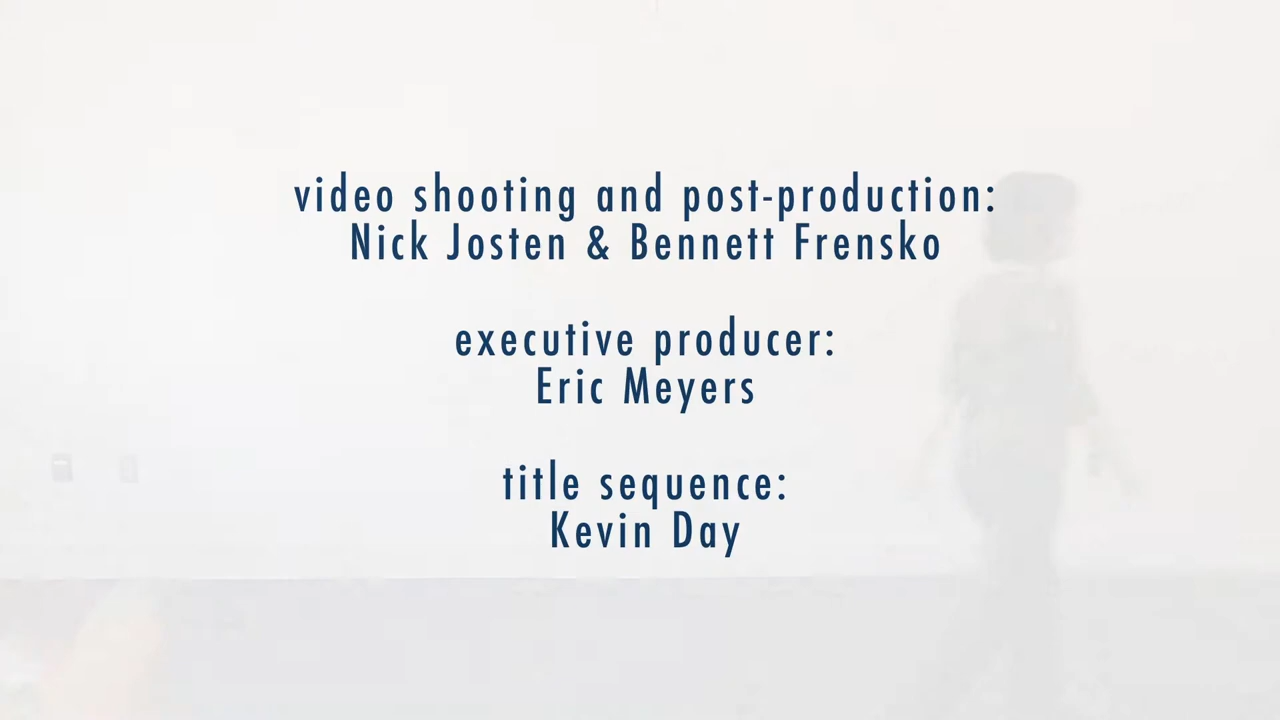 video shooting and post-production:
Nick Josten & Bennett Frensko
executive producer:
Eric Meyers
title sequence:
Kevin Day